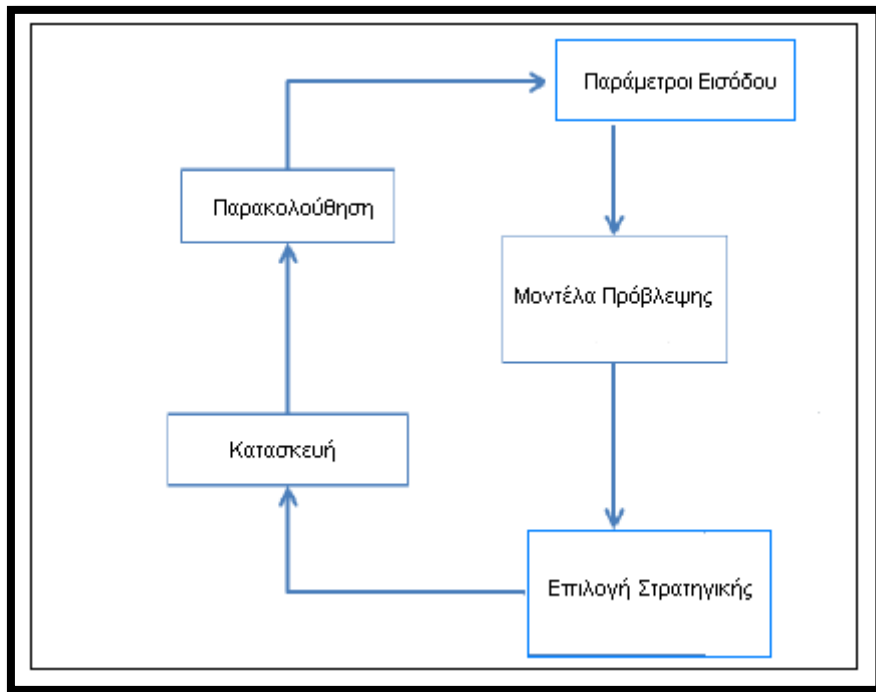 Παράμετροι Εισόδου
Παρακολούθηση
Μοντέλα Πρόβλεψης
Κατασκευή
Επιλογή Στρατηγικής